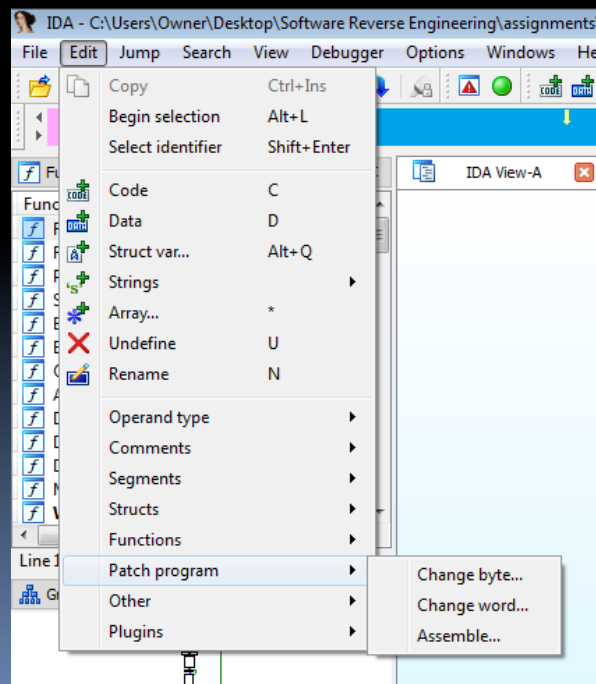 IDA - C:\Users\Owner\Desktop\Software Reverse Engineering\assignments\
File Edit Jump Search View Debugger Options Windows
Copy Ctrl+Ins
Begin selection Alt+L
Select identifier Shift+Enter
IDA View-A
Code C
Data D
Struct var... Alt+Q
Strings
Array... *
Undefine U
Rename N
Operand type
Comments
Segments
Structs
Functions
Line 1
Patch program
Change byte...
Change word...
Assemble...
Other
Plugins